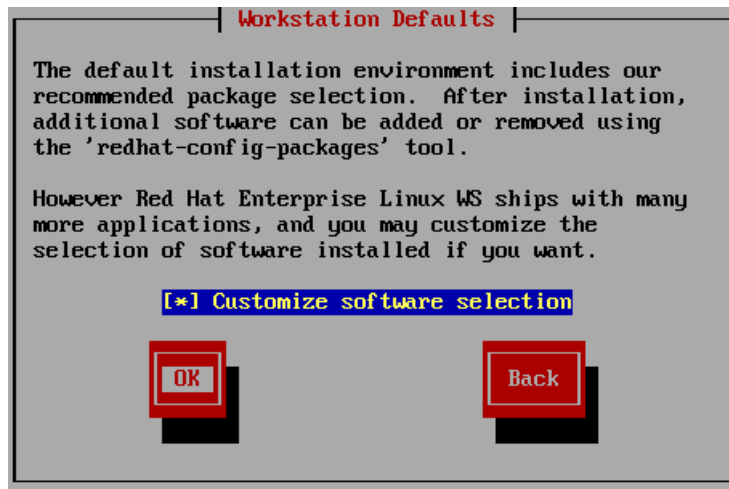 Workstation Defaults
The default installation environment includes our
recommended package selection.  After installation,
additional software can be added or removed using
the 'redhat-config-packages' tool.
However Red Hat Enterprise Linux WS ships with many
more applications, and you may customize the
selection of software installed if you want.
[*] Customize software selection
OK
Back